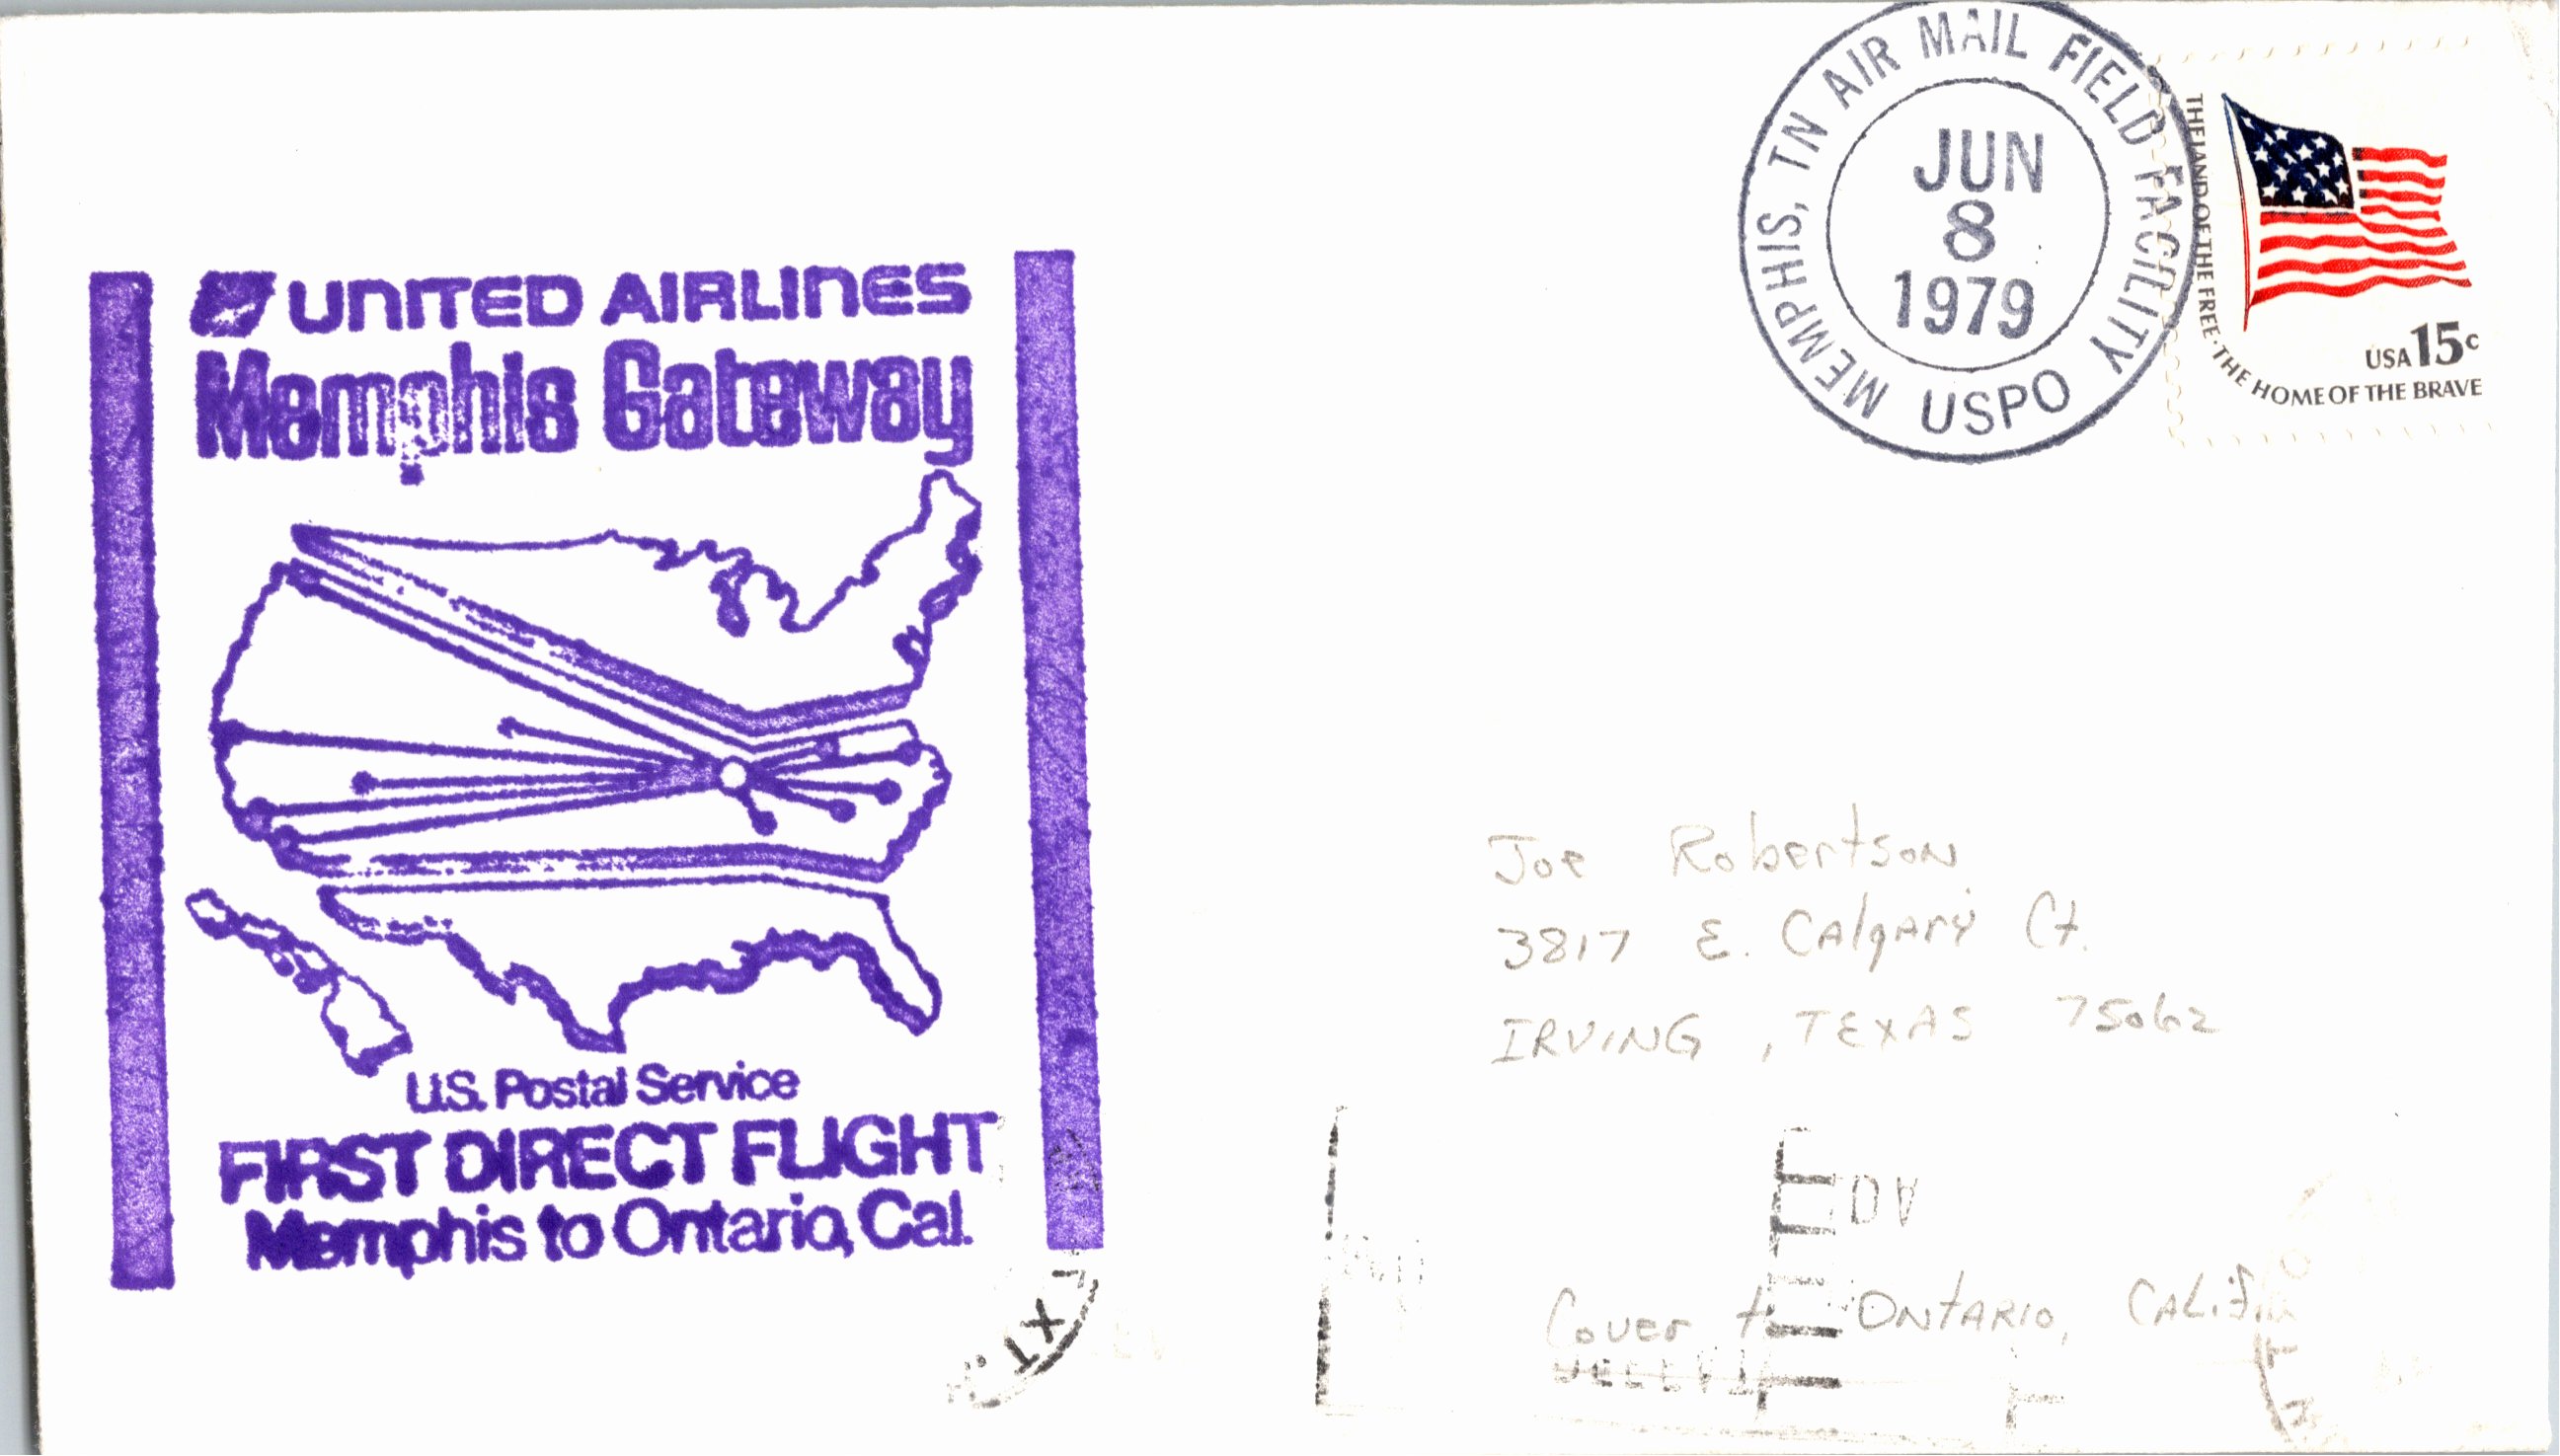 UNITED AIRLINES
Memphis Gateway
U.S. Postal Service
FIRST DIRECT FLIGHT
Memphis to Ontario, Cal.
MEMPHIS, TN AIR MAIL FIELD FACILITY
JUN
8
1979
USPO
THE LAND OF THE FREE · THE HOME OF THE BRAVE
USA 15c
Joe Robertson
3817 E. Calgary Ct.
IRVING, TEXAS 75062
Cover to Ontario, CALif.
TX